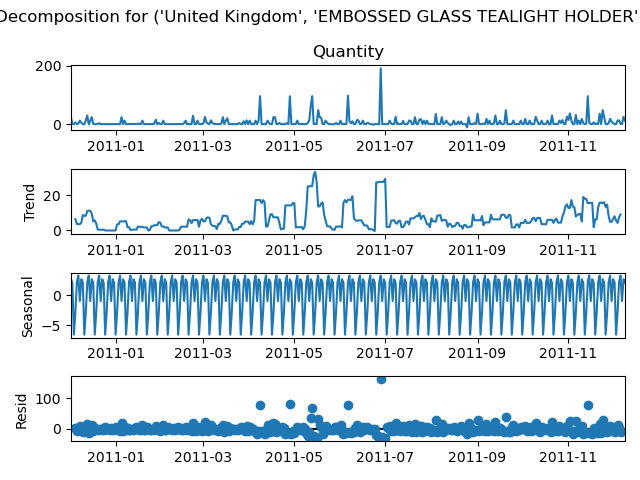 Decomposition for ('United Kingdom', 'EMBOSSED GLASS TEALIGHT HOLDER'
Quantity
200
0
2011-01 2011-03 2011-05 2011-07 2011-09 2011-11
Trend
20
0
2011-01 2011-03 2011-05 2011-07 2011-09 2011-11
Seasonal
0
−5
2011-01 2011-03 2011-05 2011-07 2011-09 2011-11
Resid
100
0
2011-01 2011-03 2011-05 2011-07 2011-09 2011-11